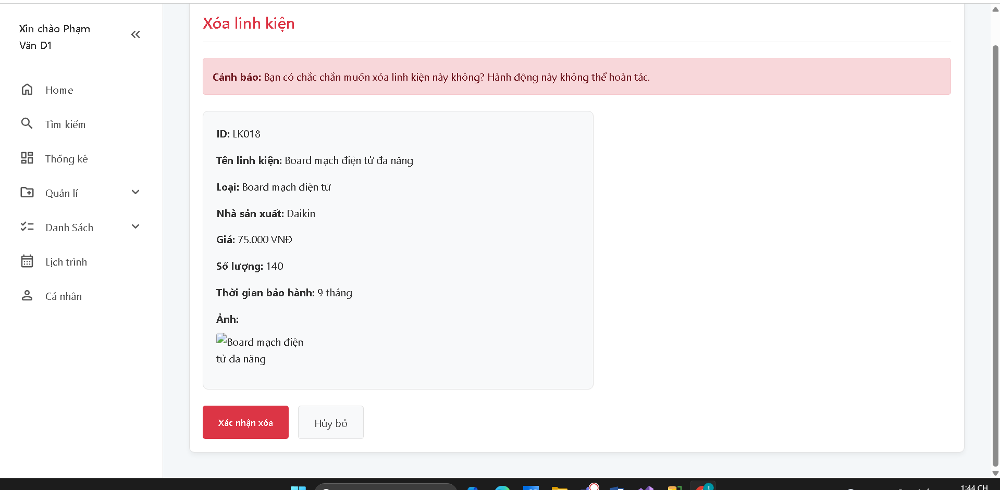 Xin chào Phạm
Văn D1
Home
Tìm kiếm
Thống kê
Quản lí
Danh Sách
Lịch trình
Cá nhân
Xóa linh kiện
Cảnh báo: Bạn có chắc chắn muốn xóa linh kiện này không? Hành động này không thể hoàn tác.
ID: LK018
Tên linh kiện: Board mạch điện tử đa năng
Loại: Board mạch điện tử
Nhà sản xuất: Daikin
Giá: 75.000 VNĐ
Số lượng: 140
Thời gian bảo hành: 9 tháng
Ảnh:
Board mạch điện
tử đa năng
Xác nhận xóa
Hủy bỏ
1:44 CH